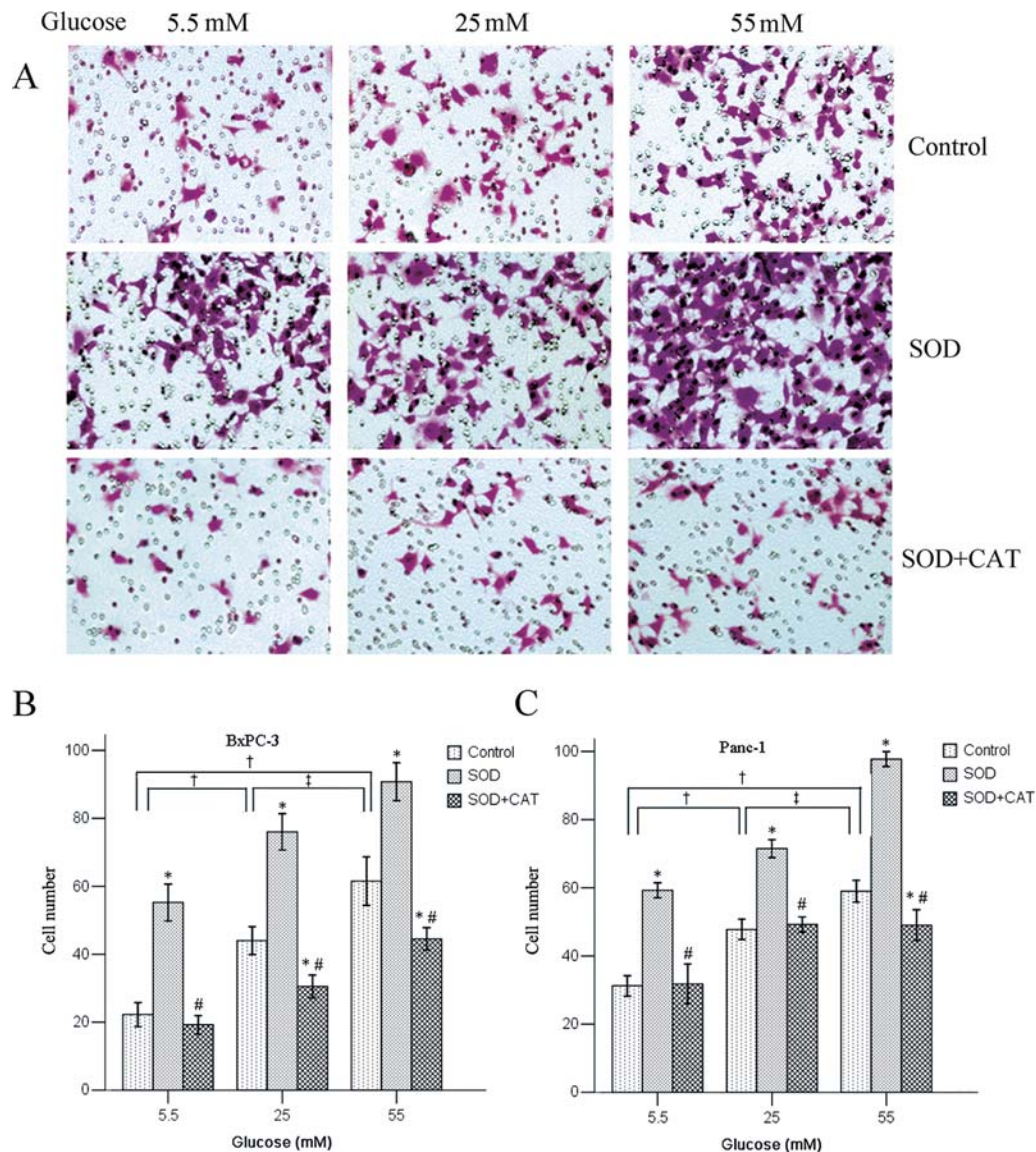 Glucose 5.5 mM 25 mM 55 mM
A
Control
SOD
SOD+CAT
B
BxPC-3
Control
SOD
SOD+CAT
†
†
‡
*
*
*
#
* #
* #
100
80
60
40
20
0
Cell number
5.5 25 55
Glucose (mM)
C
Panc-1
Control
SOD
SOD+CAT
†
†
‡
*
*
*
#
#
* #
100
80
60
40
20
0
Cell number
5.5 25 55
Glucose (mM)